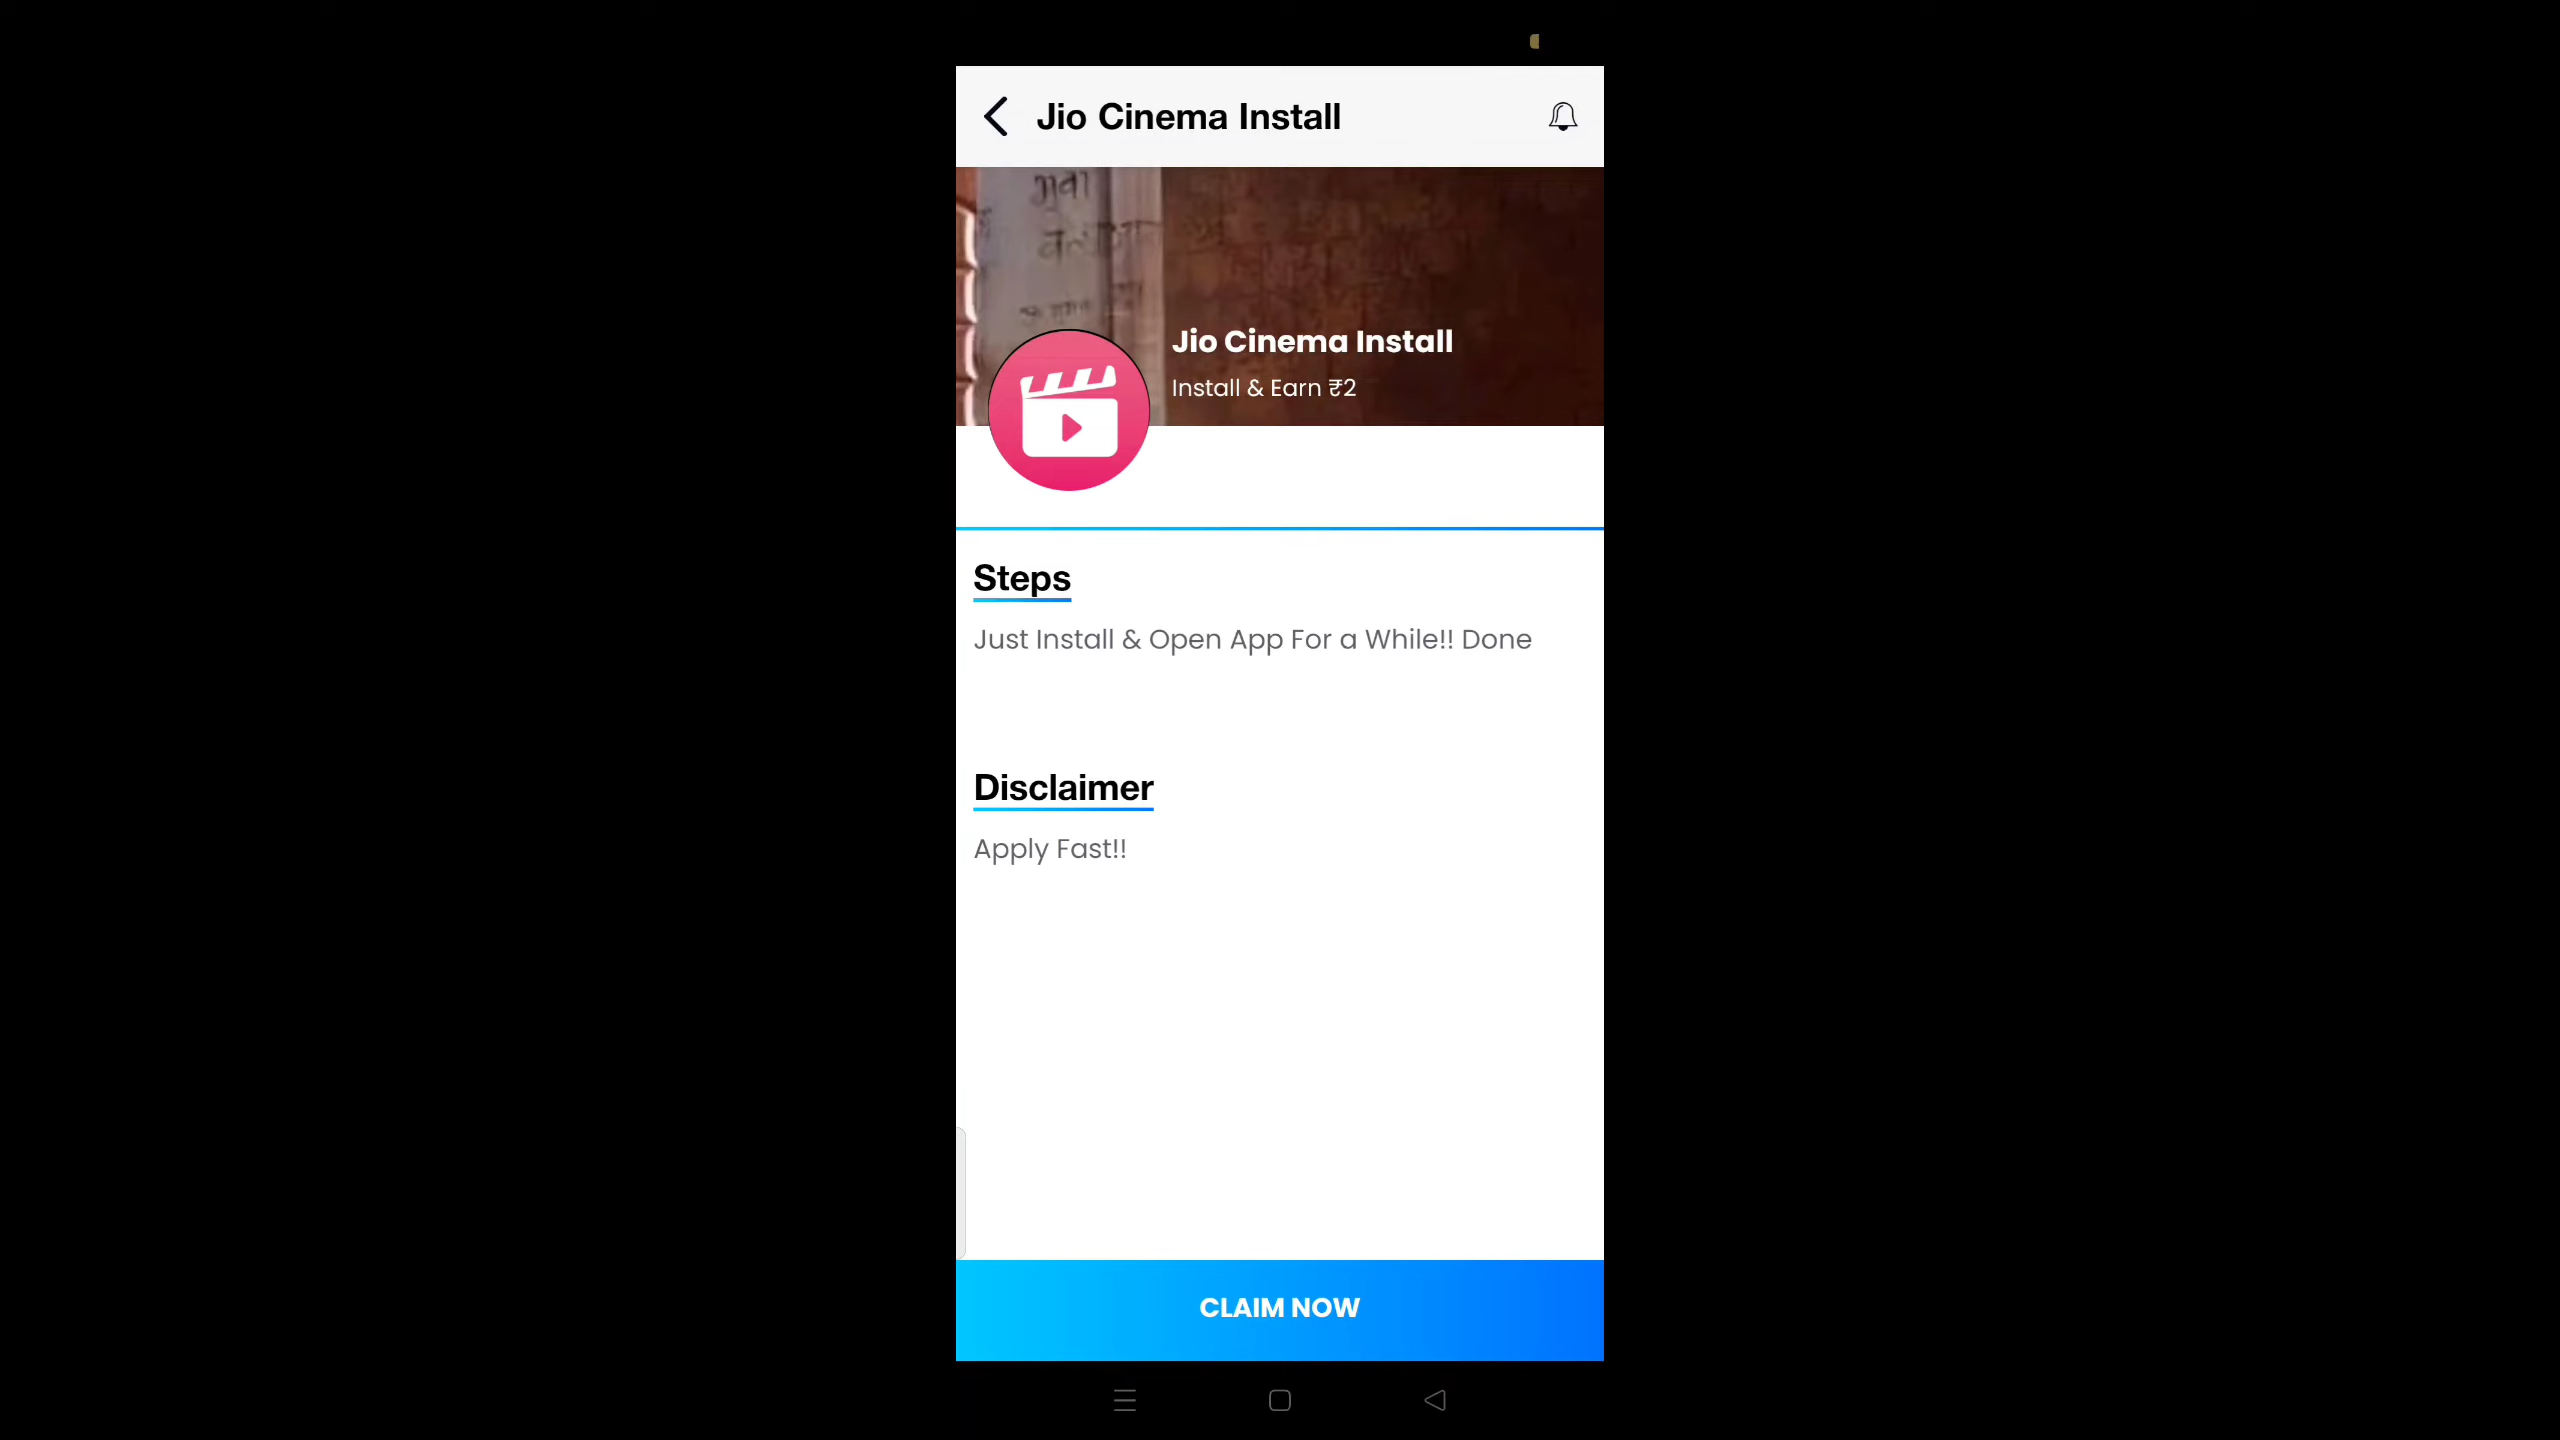 Jio Cinema Install
Jio Cinema Install
Install & Earn ₹2
Steps
Just Install & Open App For a While!! Done
Disclaimer
Apply Fast!!
CLAIM NOW